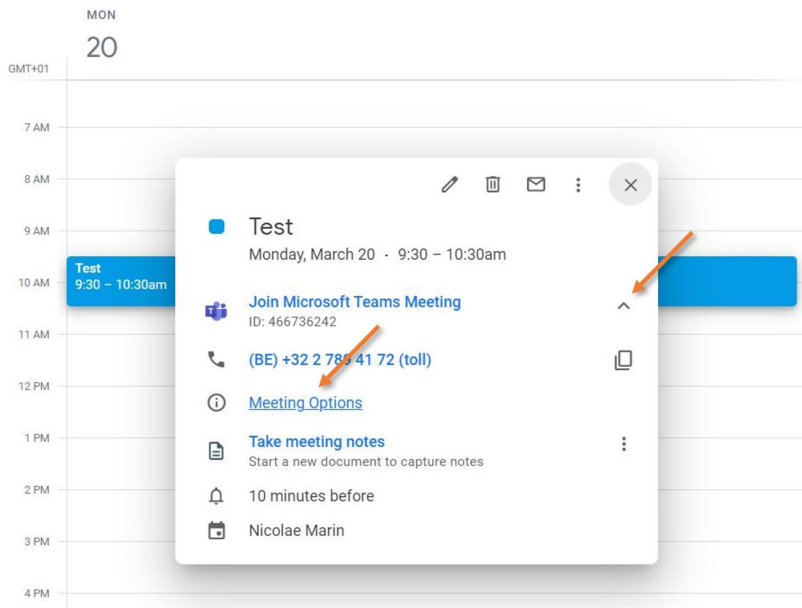 MON
20
GMT+01
7 AM
8 AM
9 AM
10 AM
11 AM
12 PM
1 PM
2 PM
3 PM
4 PM
Test
9:30 – 10:30am
Test
Monday, March 20 · 9:30 – 10:30am
Join Microsoft Teams Meeting
ID: 466736242
(BE) +32 2 789 41 72 (toll)
Meeting Options
Take meeting notes
Start a new document to capture notes
10 minutes before
Nicolae Marin